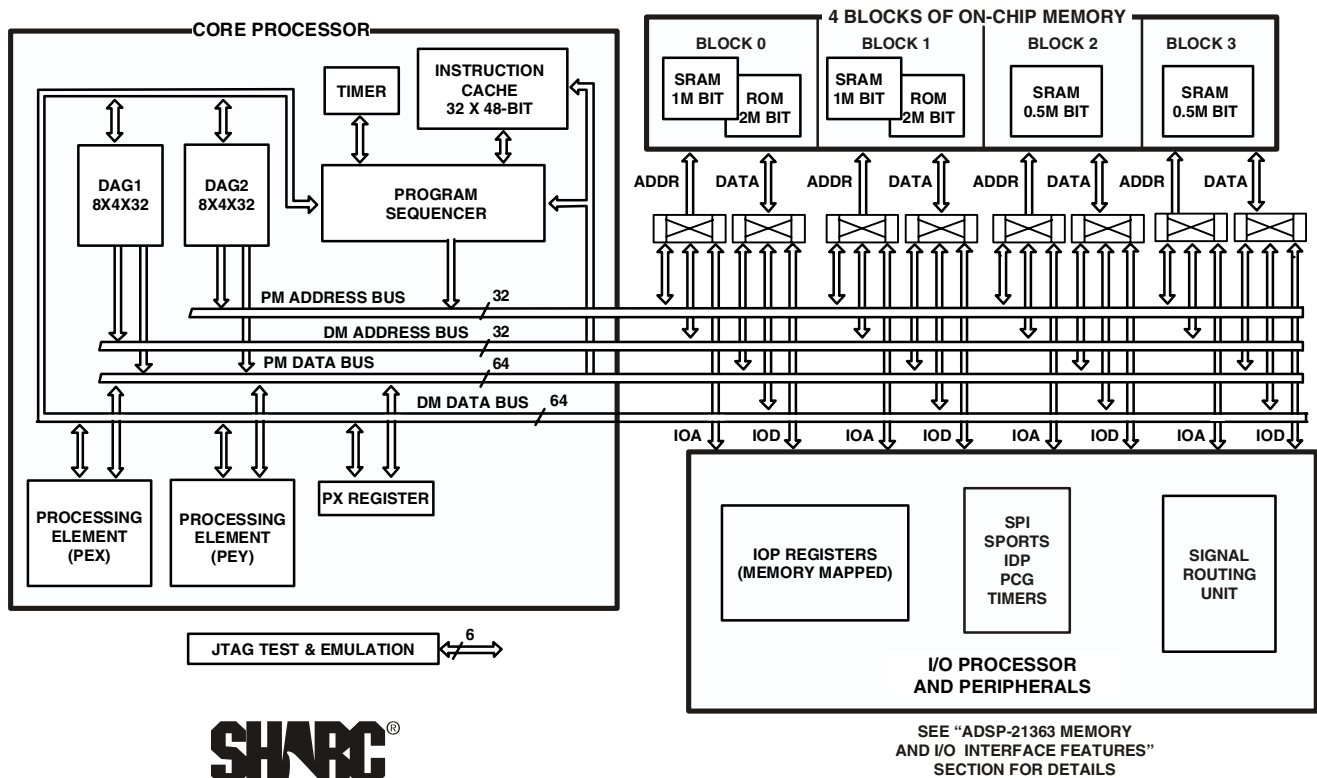 CORE PROCESSOR
TIMER
INSTRUCTION
CACHE
32 X 48-BIT
DAG1
8X4X32
DAG2
8X4X32
PROGRAM
SEQUENCER
PM ADDRESS BUS
32
DM ADDRESS BUS
32
PM DATA BUS
64
DM DATA BUS
64
PROCESSING
ELEMENT
(PEX)
PROCESSING
ELEMENT
(PEY)
PX REGISTER
JTAG TEST & EMULATION
6
4 BLOCKS OF ON-CHIP MEMORY
BLOCK 0
SRAM
1M BIT
ROM
2M BIT
BLOCK 1
SRAM
1M BIT
ROM
2M BIT
BLOCK 2
SRAM
0.5M BIT
BLOCK 3
SRAM
0.5M BIT
ADDR DATA ADDR DATA ADDR DATA ADDR DATA
IOA IOD IOA IOD IOA IOD IOA IOD
IOP REGISTERS
(MEMORY MAPPED)
SPI
SPORTS
IDP
PCG
TIMERS
SIGNAL
ROUTING
UNIT
I/O PROCESSOR
AND PERIPHERALS
SEE “ADSP-21363 MEMORY
AND I/O INTERFACE FEATURES”
SECTION FOR DETAILS
SHARC®